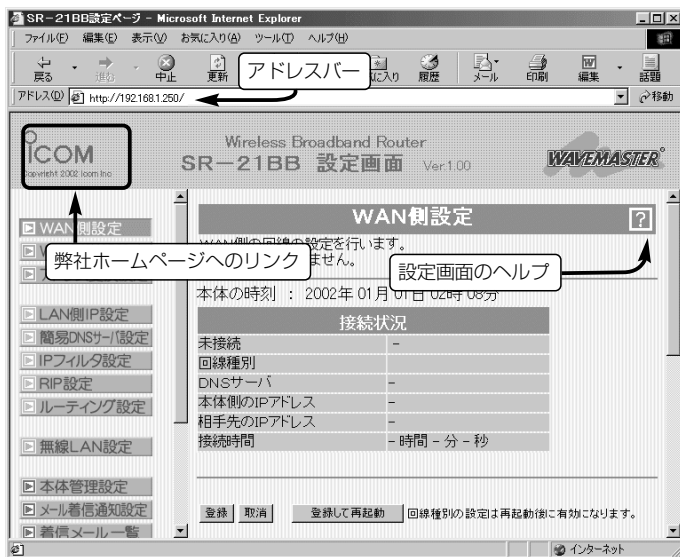 SR-21BB設定ページ - Microsoft Internet Explorer
ファイル(F) 編集(E) 表示(V) お気に入り(A) ツール(T) ヘルプ(H)
戻る 進む 中止 更新 に入り 履歴 メール 印刷 編集 話題
アドレスバー
アドレス(D) http://192.168.1.250/ 移動
ICOM
Copyright 2002 Icom Inc
Wireless Broadband Router
SR-21BB 設定画面 Ver.1.00
WAVEMASTER®
WAN側設定
WAN側設定 ?
WAN側の回線の設定を行います。
ません。
弊社ホームページへのリンク
設定画面のヘルプ
本体の時刻 : 2002年 01月 01日 02時 08分
LAN側IP設定
簡易DNSサーバ設定
IPフィルタ設定
RIP設定
ルーティング設定
無線LAN設定
本体管理設定
メール着信通知設定
着信メール一覧
接続状況
未接続 -
回線種別
DNSサーバ -
本体側のIPアドレス -
相手先のIPアドレス -
接続時間 - 時間 - 分 - 秒
登録 取消 登録して再起動 回線種別の設定は再起動後に有効になります。
インターネット